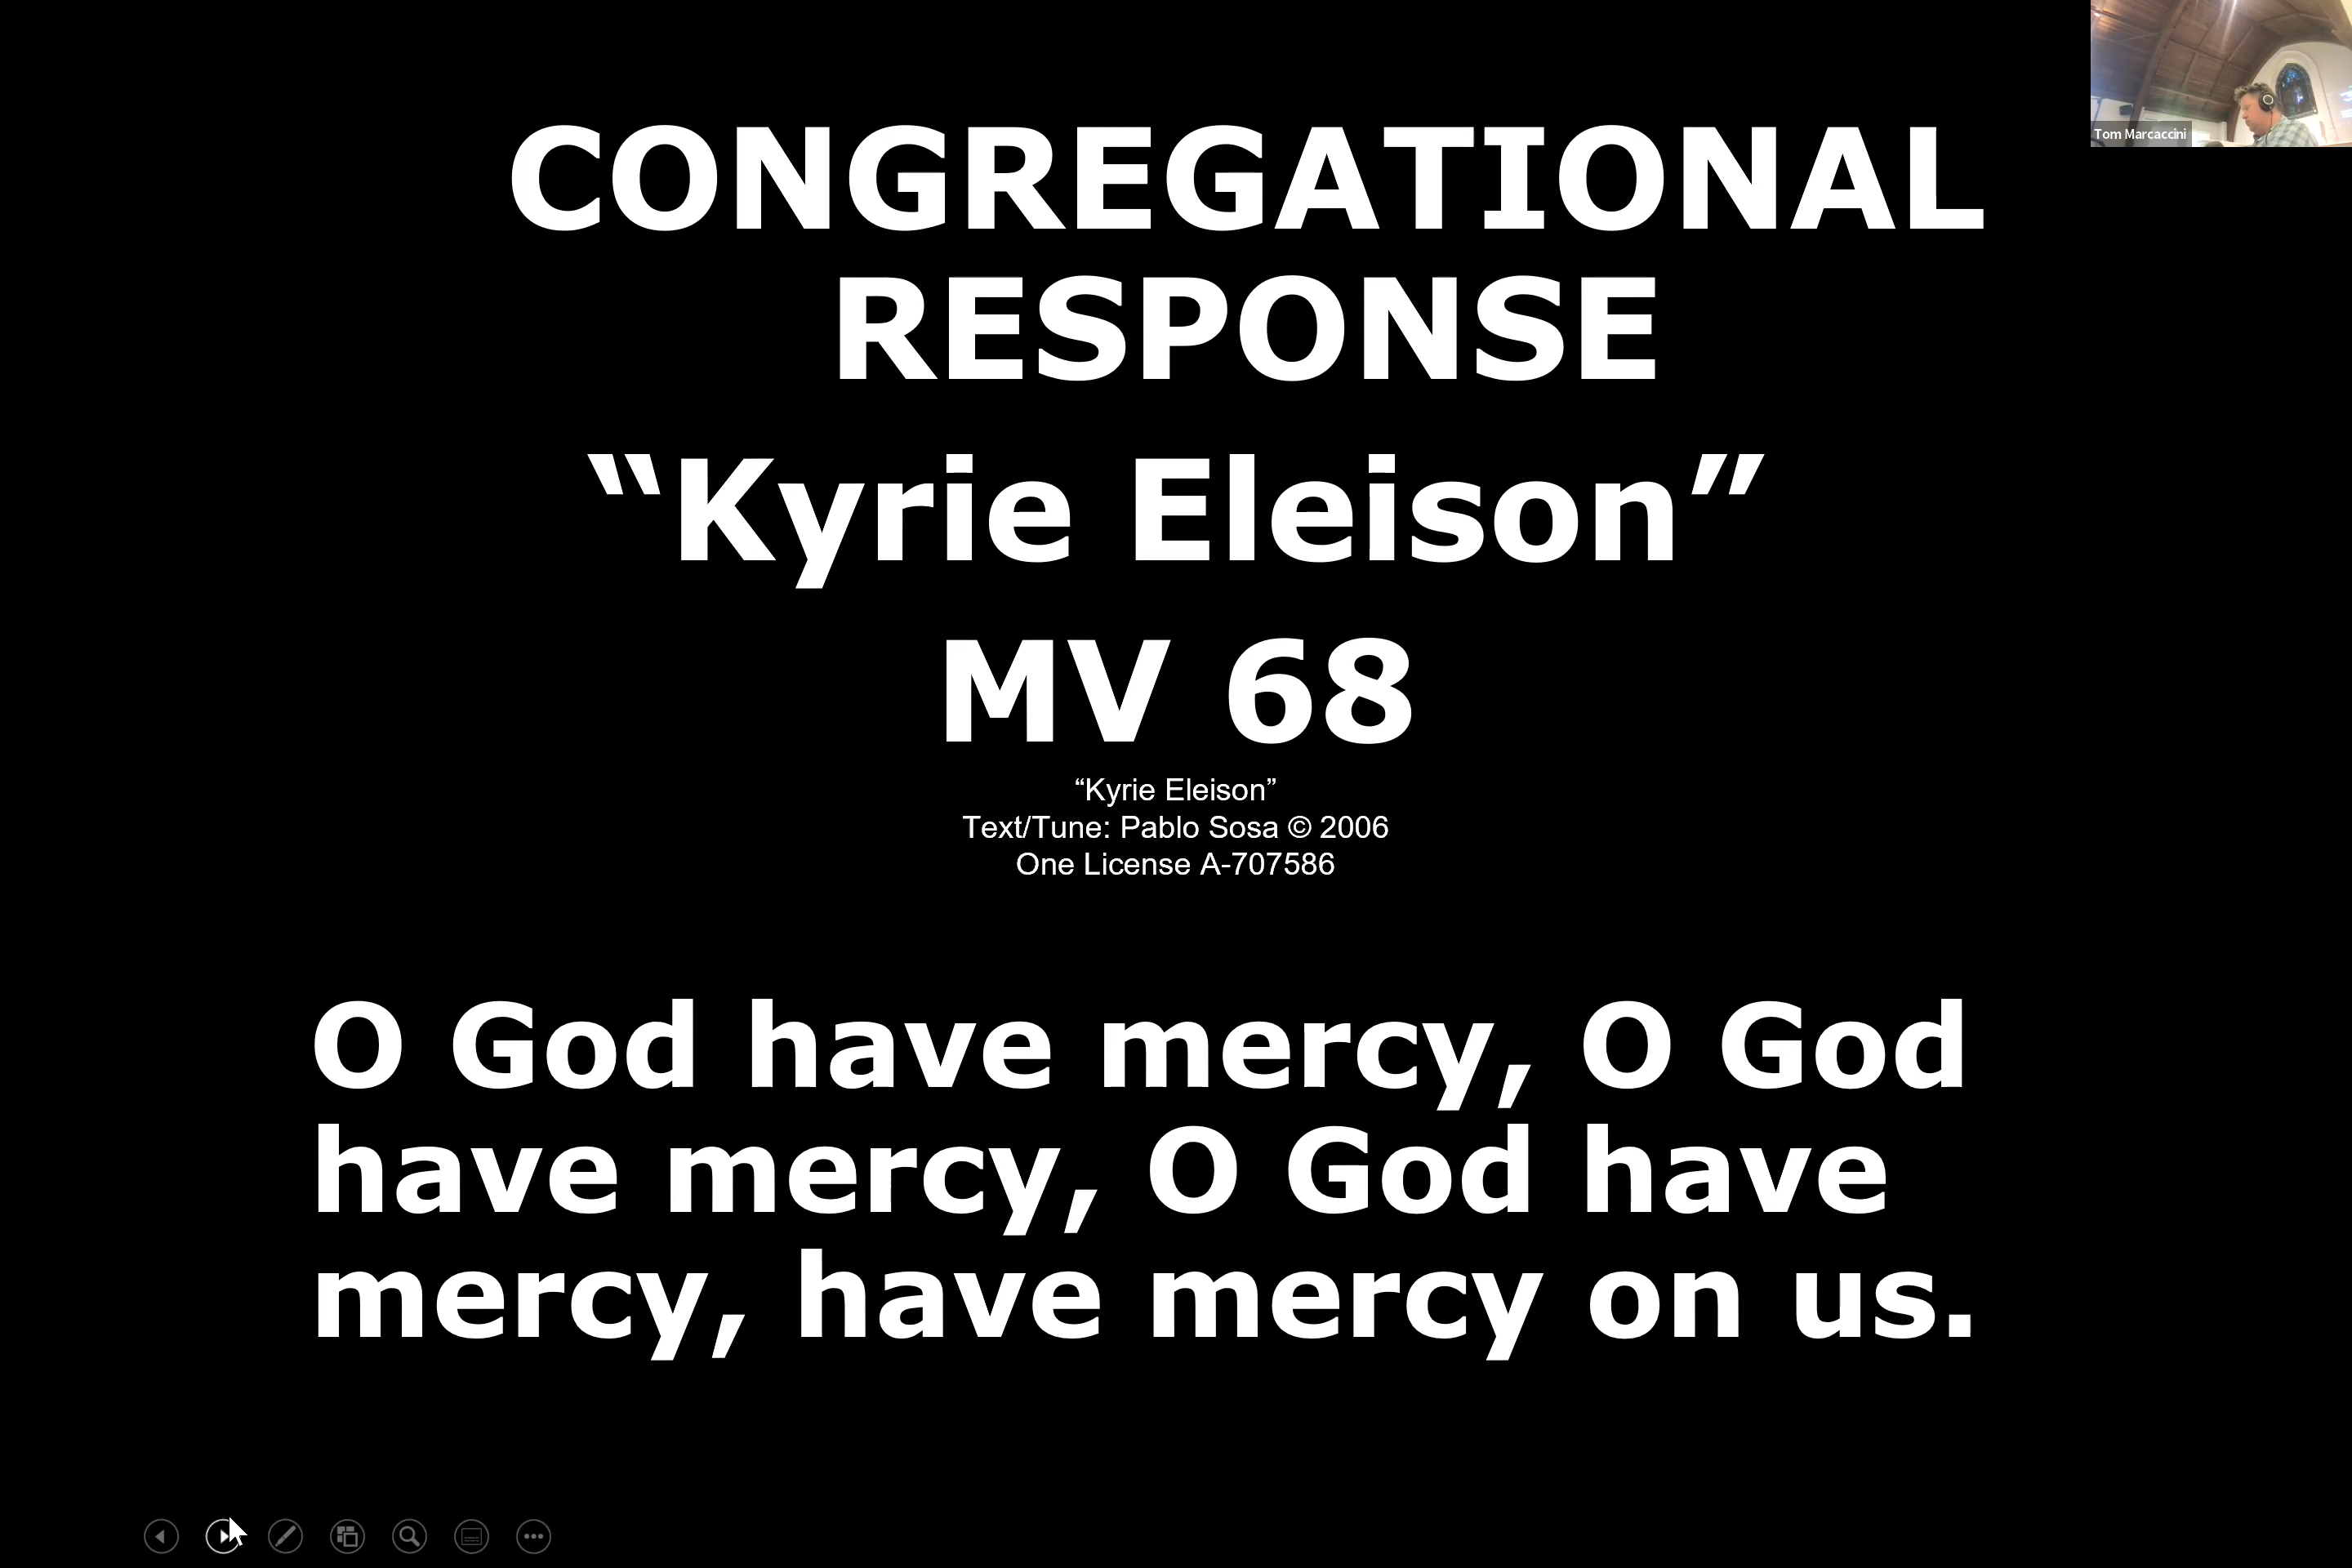 Tom Marcaccini
CONGREGATIONAL
RESPONSE
“Kyrie Eleison”
MV 68
“Kyrie Eleison”
Text/Tune: Pablo Sosa © 2006
One License A-707586
O God have mercy, O God
have mercy, O God have
mercy, have mercy on us.